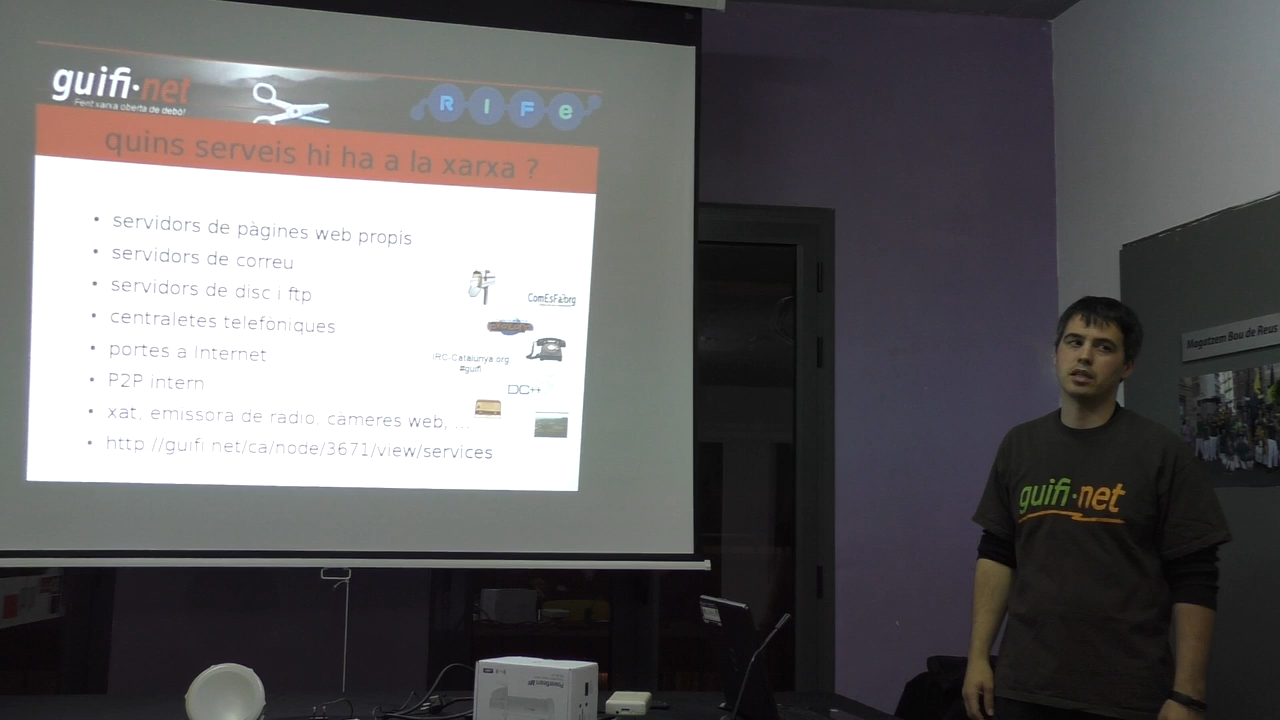 guifi·net
Fent xarxa oberta de debò!
R I F e
quins serveis hi ha a la xarxa ?
• servidors de pàgines web propis
• servidors de correu
• servidors de disc i ftp
• centraletes telefòniques
• portes a Internet
• P2P intern
• xat, emissora de radio, càmeres web, ...
• http //guifi net/ca/node/3671/view/services
ComEsFa?org
IRC-Catalunya.org
#guifi
DC++
Magatzem Bou de Reus
guifi·net